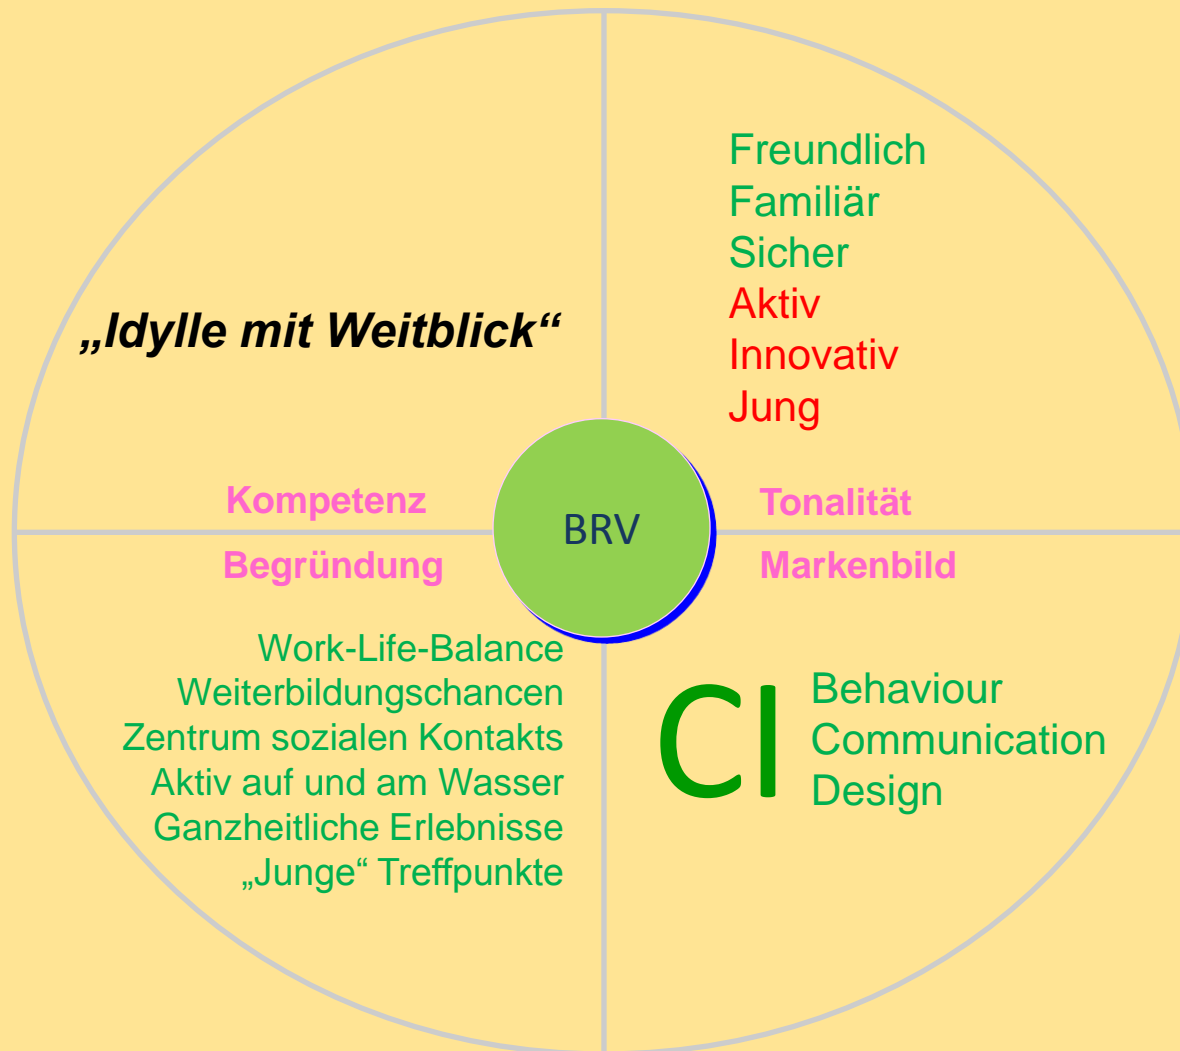 „Idylle mit Weitblick“
Kompetenz
Freundlich
Familiär
Sicher
Aktiv
Innovativ
Jung
Tonalität
BRV
Begründung
Work-Life-Balance
Weiterbildungschancen
Zentrum sozialen Kontakts
Aktiv auf und am Wasser
Ganzheitliche Erlebnisse
„Junge“ Treffpunkte
Markenbild
CI
Behaviour
Communication
Design